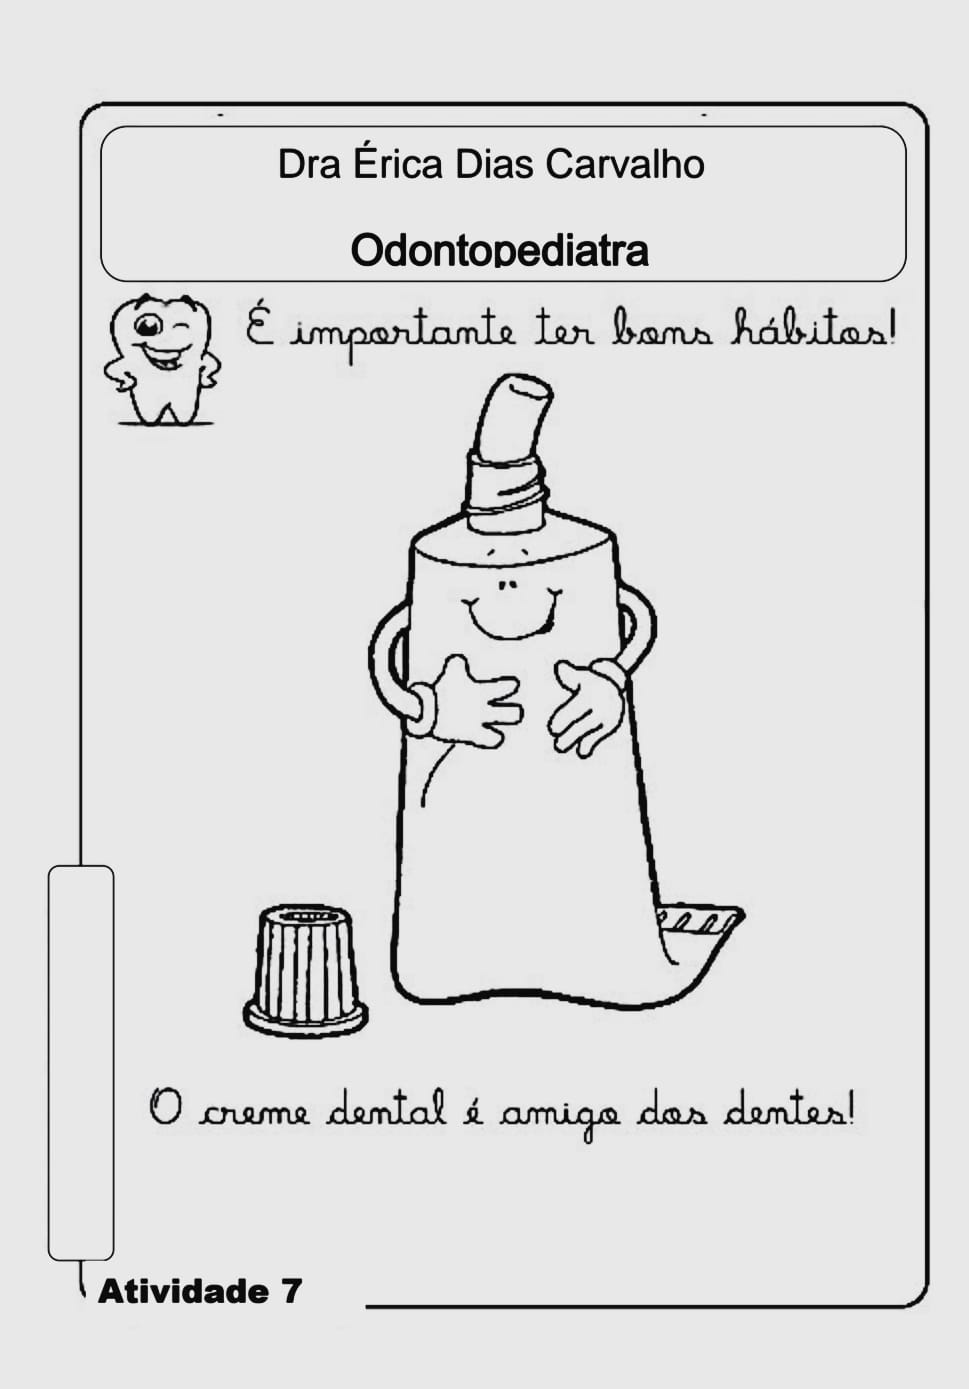 Dra Érica Dias Carvalho
Odontopediatra
É importante ter bons hábitos!
O creme dental é amigo dos dentes!
Atividade 7